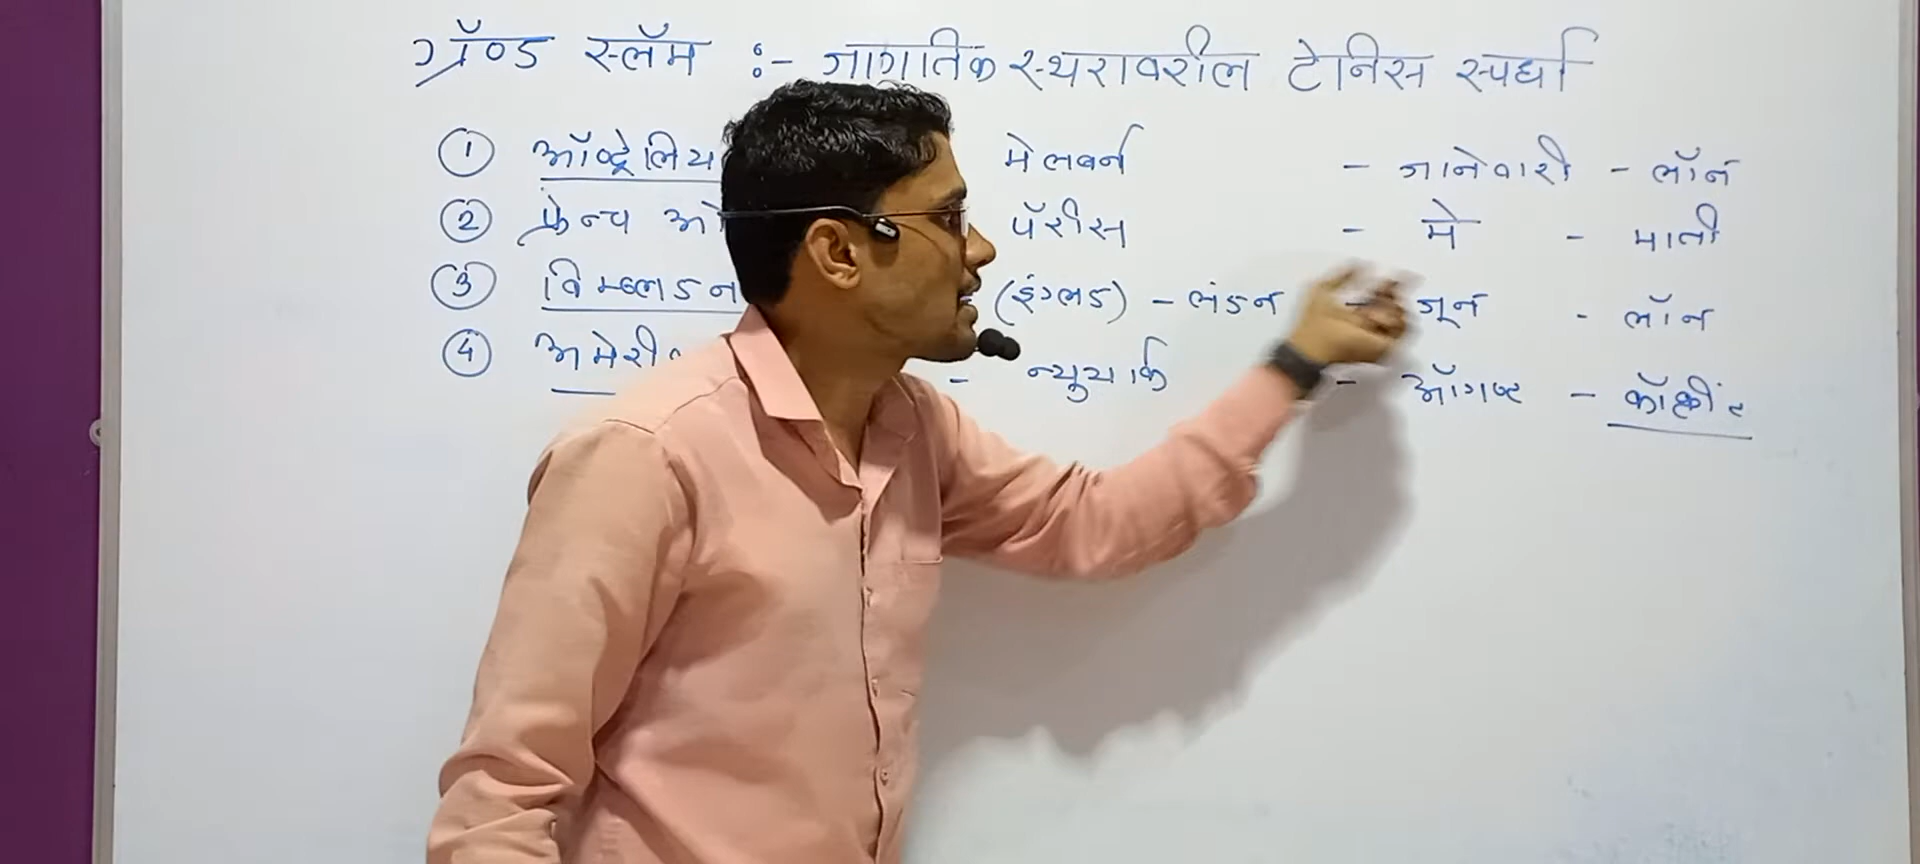 ग्रॅण्ड स्लॅम :- जागतिक स्थरावरील टेनिस स्पर्धा
① ऑस्ट्रेलिय मेलबर्न - जानेवारी - लॉन
② फ्रेन्च ओ पॅरीस - मे - माती
③ विम्बलडन (इंग्लड) - लंडन - जून - लॉन
④ अमेरी - न्युयार्क - ऑगष्ट -